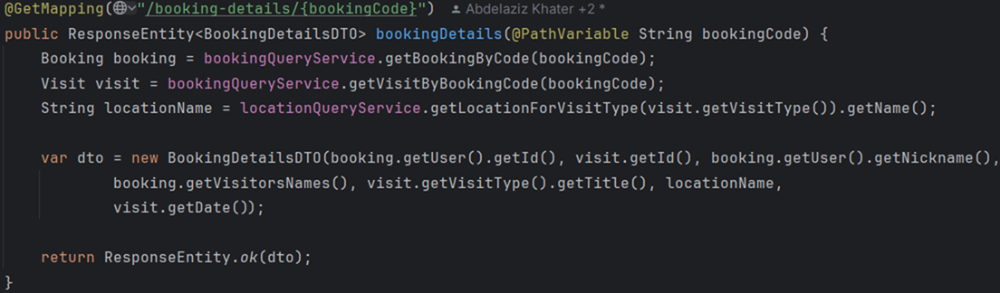 @GetMapping("/booking-details/{bookingCode}") Abdelaziz Khater +2 *
public ResponseEntity<BookingDetailsDTO> bookingDetails(@PathVariable String bookingCode) {
    Booking booking = bookingQueryService.getBookingByCode(bookingCode);
    Visit visit = bookingQueryService.getVisitByBookingCode(bookingCode);
    String locationName = locationQueryService.getLocationForVisitType(visit.getVisitType()).getName();

    var dto = new BookingDetailsDTO(booking.getUser().getId(), visit.getId(), booking.getUser().getNickname(),
            booking.getVisitorsNames(), visit.getVisitType().getTitle(), locationName,
            visit.getDate());

    return ResponseEntity.ok(dto);
}